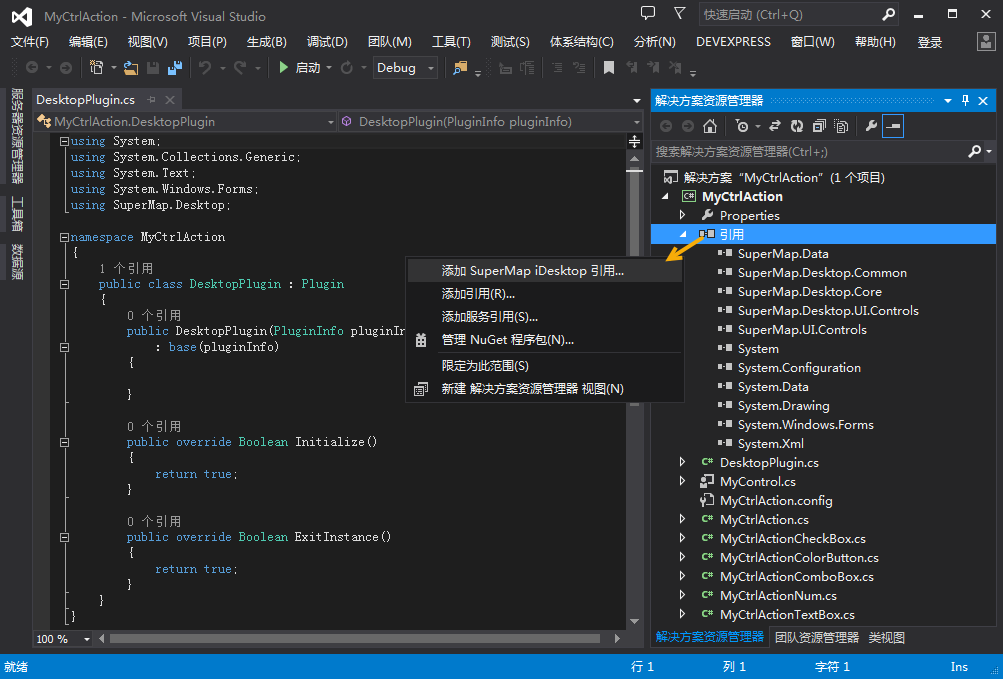 MyCtrlAction - Microsoft Visual Studio
快速启动 (Ctrl+Q)
文件(F) 编辑(E) 视图(V) 项目(P) 生成(B) 调试(D) 团队(M) 工具(T) 测试(S) 体系结构(C) 分析(N) DEVEXPRESS 窗口(W) 帮助(H) 登录
启动 Debug
服务器资源管理器
工具箱
数据源
DesktopPlugin.cs
MyCtrlAction.DesktopPlugin
DesktopPlugin(PluginInfo pluginInfo)
using System;
using System.Collections.Generic;
using System.Text;
using System.Windows.Forms;
using SuperMap.Desktop;
namespace MyCtrlAction
{
1 个引用
public class DesktopPlugin : Plugin
{
0 个引用
public DesktopPlugin(PluginInfo pluginIn
: base(pluginInfo)
{
}
0 个引用
public override Boolean Initialize()
{
return true;
}
0 个引用
public override Boolean ExitInstance()
{
return true;
}
}
}
100 %
添加 SuperMap iDesktop 引用...
添加引用(R)...
添加服务引用(S)...
管理 NuGet 程序包(N)...
限定为此范围(S)
新建 解决方案资源管理器 视图(N)
解决方案资源管理器
搜索解决方案资源管理器(Ctrl+;)
解决方案 "MyCtrlAction" (1 个项目)
C# MyCtrlAction
Properties
引用
SuperMap.Data
SuperMap.Desktop.Common
SuperMap.Desktop.Core
SuperMap.Desktop.UI.Controls
SuperMap.UI.Controls
System
System.Configuration
System.Data
System.Drawing
System.Windows.Forms
System.Xml
C# DesktopPlugin.cs
MyControl.cs
MyCtrlAction.config
C# MyCtrlAction.cs
C# MyCtrlActionCheckBox.cs
C# MyCtrlActionColorButton.cs
C# MyCtrlActionComboBox.cs
C# MyCtrlActionNum.cs
C# MyCtrlActionTextBox.cs
解决方案资源管理器 团队资源管理器 类视图
就绪 行 1 列 1 字符 1 Ins